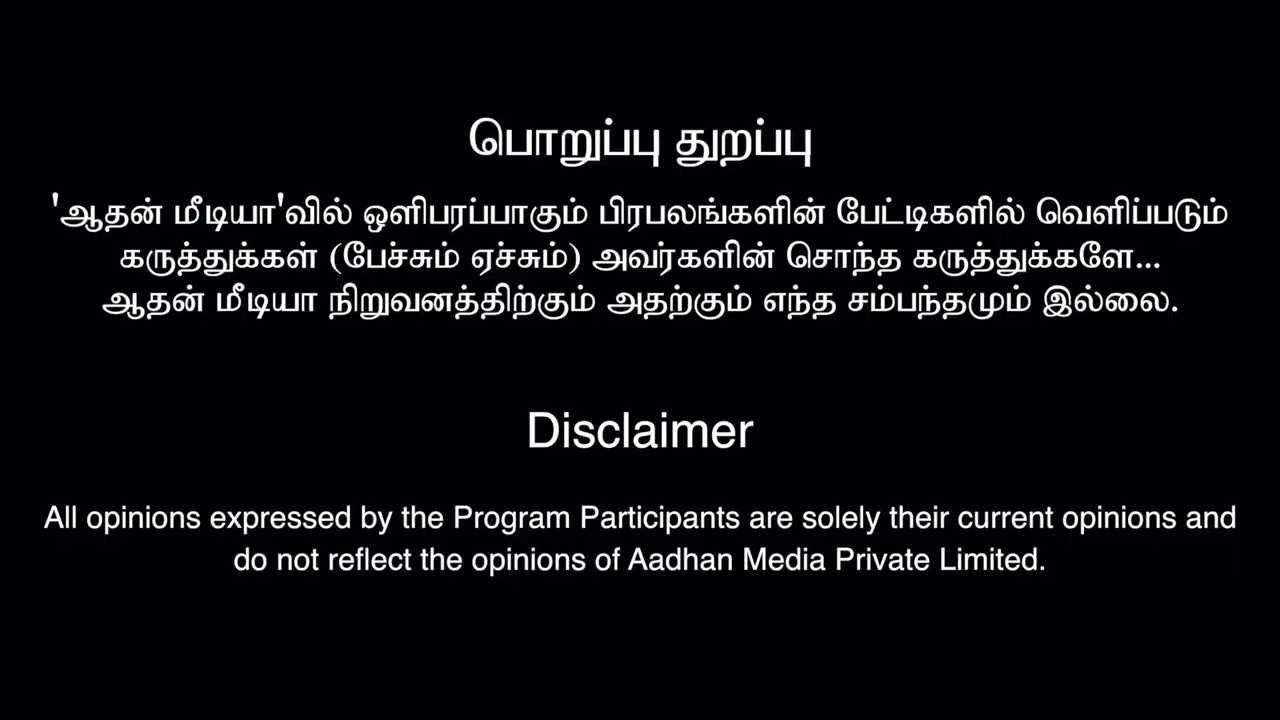 பொறுப்பு துறப்பு
'ஆதன் மீடியா'வில் ஒளிபரப்பாகும் பிரபலங்களின் பேட்டிகளில் வெளிப்படும்
கருத்துக்கள் (பேச்சும் ஏச்சும்) அவர்களின் சொந்த கருத்துக்களே...
ஆதன் மீடியா நிறுவனத்திற்கும் அதற்கும் எந்த சம்பந்தமும் இல்லை.
Disclaimer
All opinions expressed by the Program Participants are solely their current opinions and
do not reflect the opinions of Aadhan Media Private Limited.